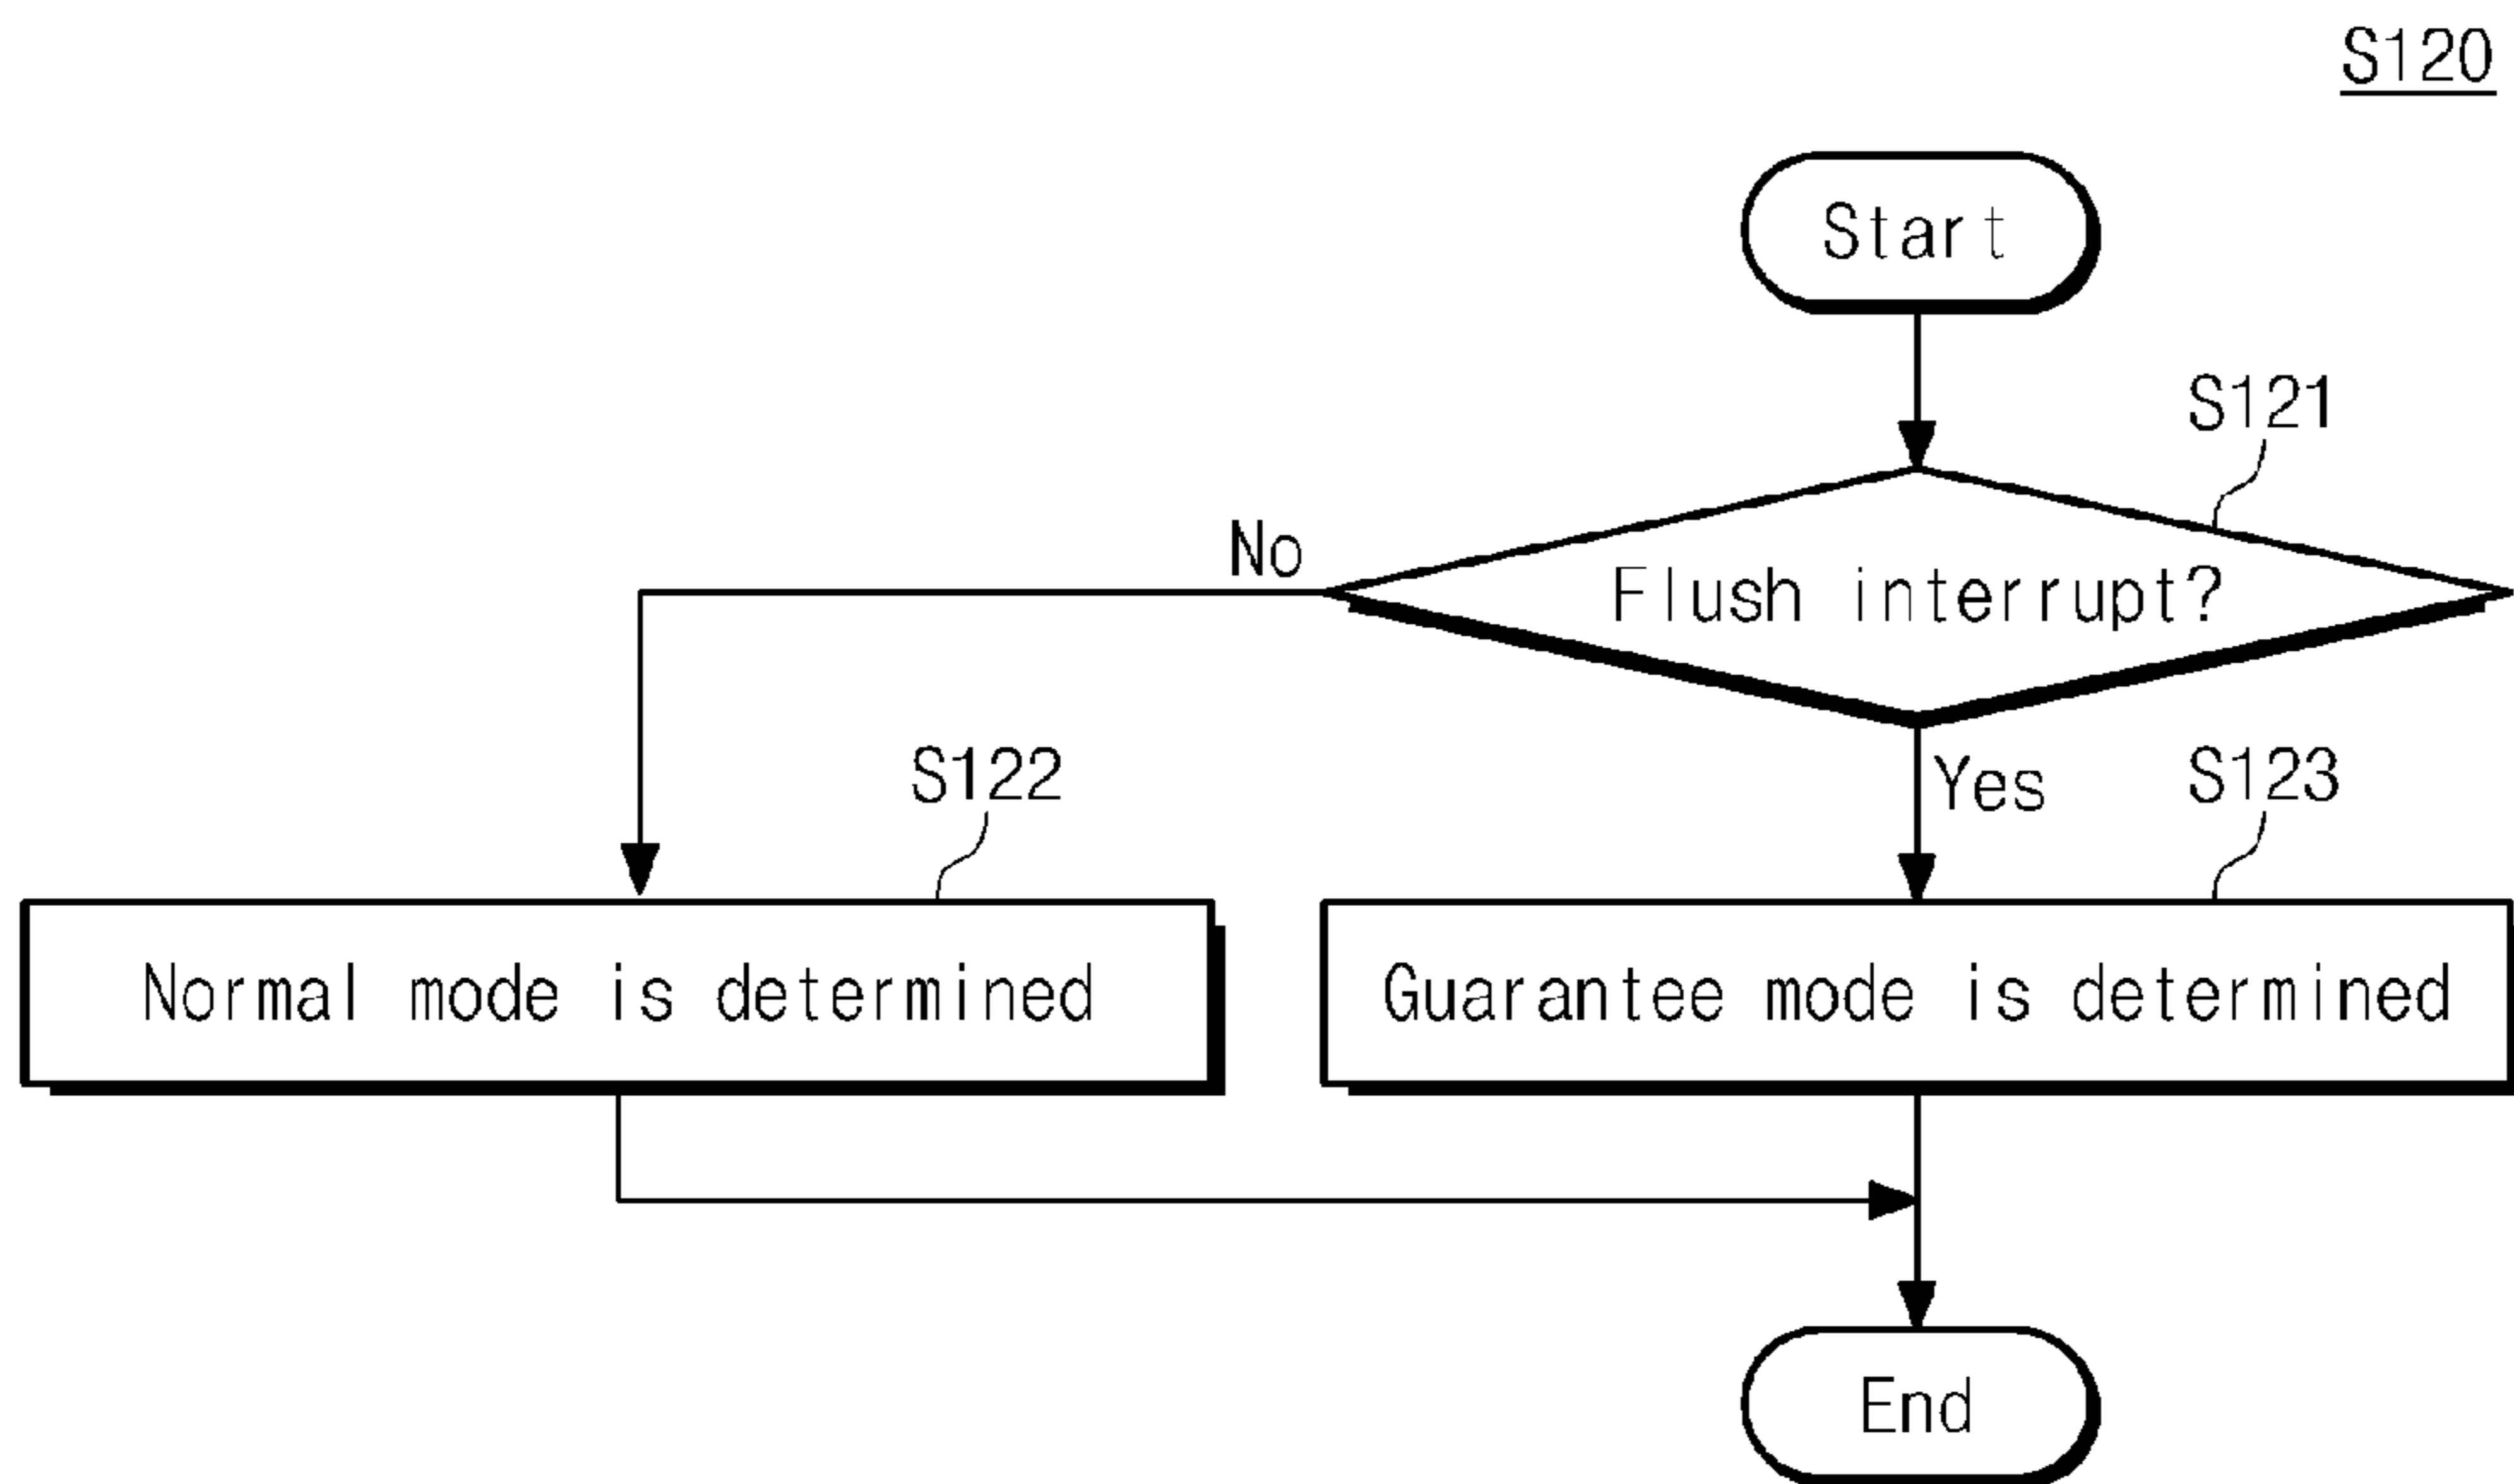 S120
Start
S121
Flush interrupt?
No
Yes
S122
S123
Normal mode is determined
Guarantee mode is determined
End